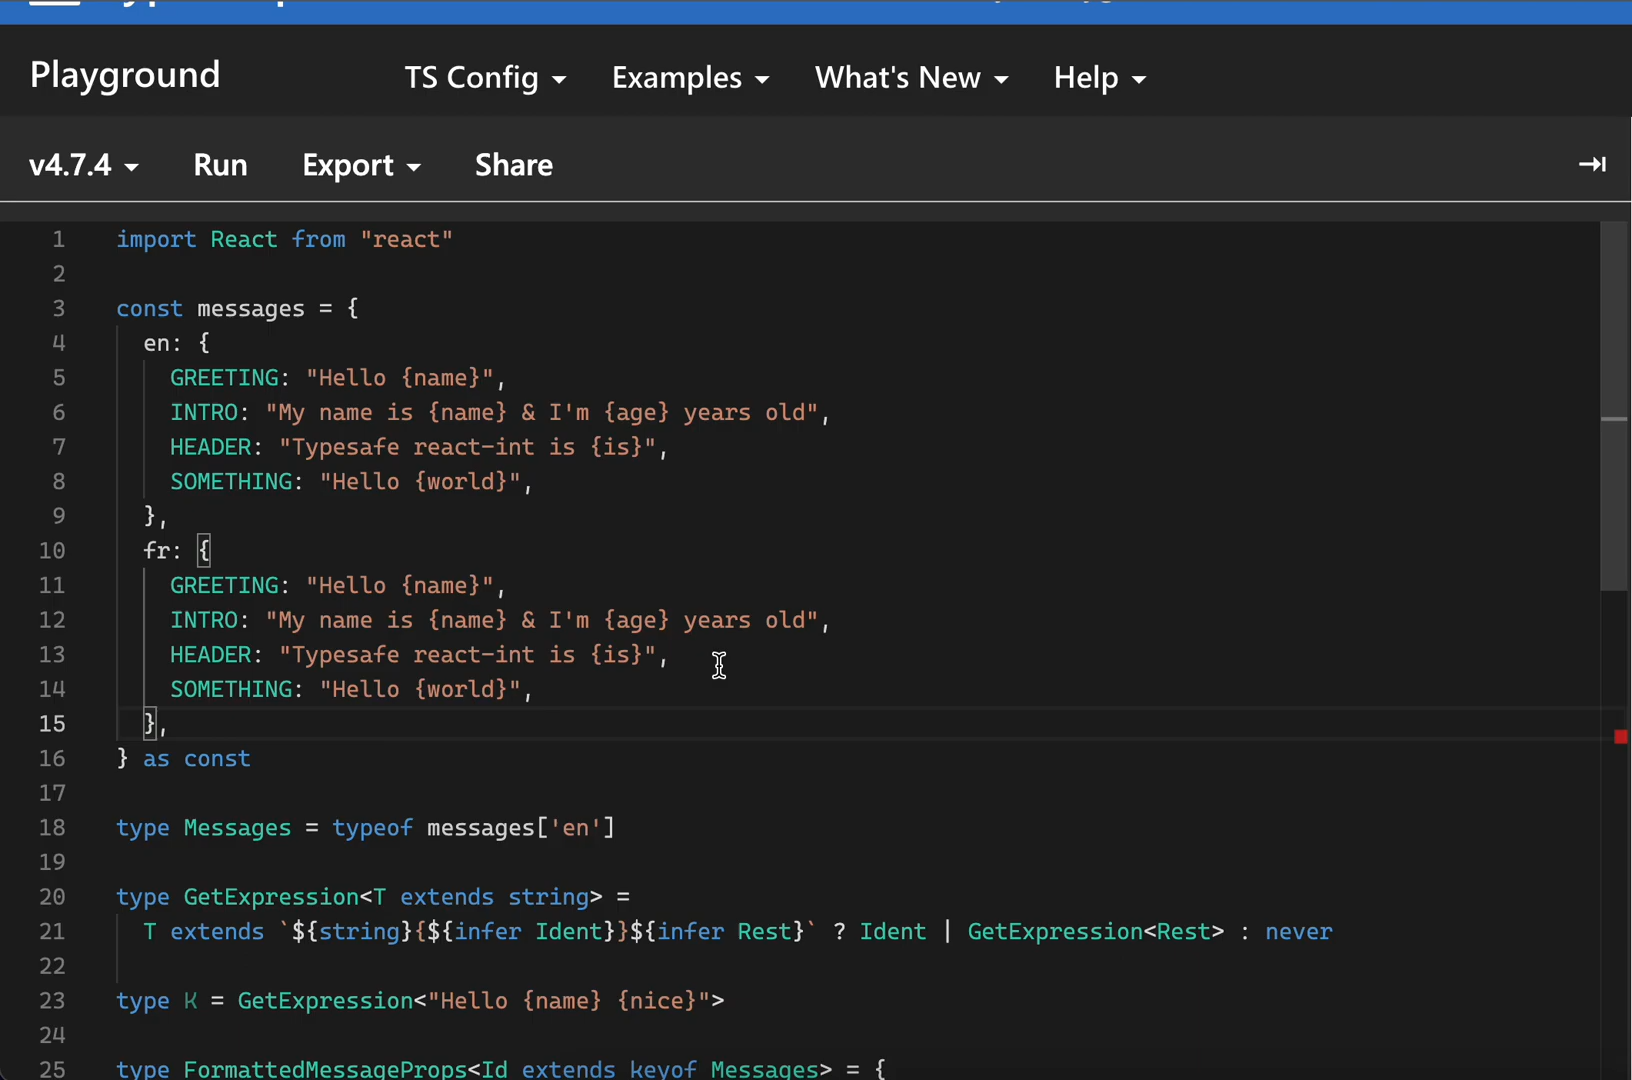 Playground
TS Config
Examples
What's New
Help
v4.7.4
Run
Export
Share
1 import React from "react"
2
3 const messages = {
4 en: {
5 GREETING: "Hello {name}",
6 INTRO: "My name is {name} & I'm {age} years old",
7 HEADER: "Typesafe react-int is {is}",
8 SOMETHING: "Hello {world}",
9 },
10 fr: {
11 GREETING: "Hello {name}",
12 INTRO: "My name is {name} & I'm {age} years old",
13 HEADER: "Typesafe react-int is {is}",
14 SOMETHING: "Hello {world}",
15 },
16 } as const
17
18 type Messages = typeof messages['en']
19
20 type GetExpression<T extends string> =
21 T extends `${string}{${infer Ident}}${infer Rest}` ? Ident | GetExpression<Rest> : never
22
23 type K = GetExpression<"Hello {name} {nice}">
24
25 type FormattedMessageProps<Id extends keyof Messages> = {